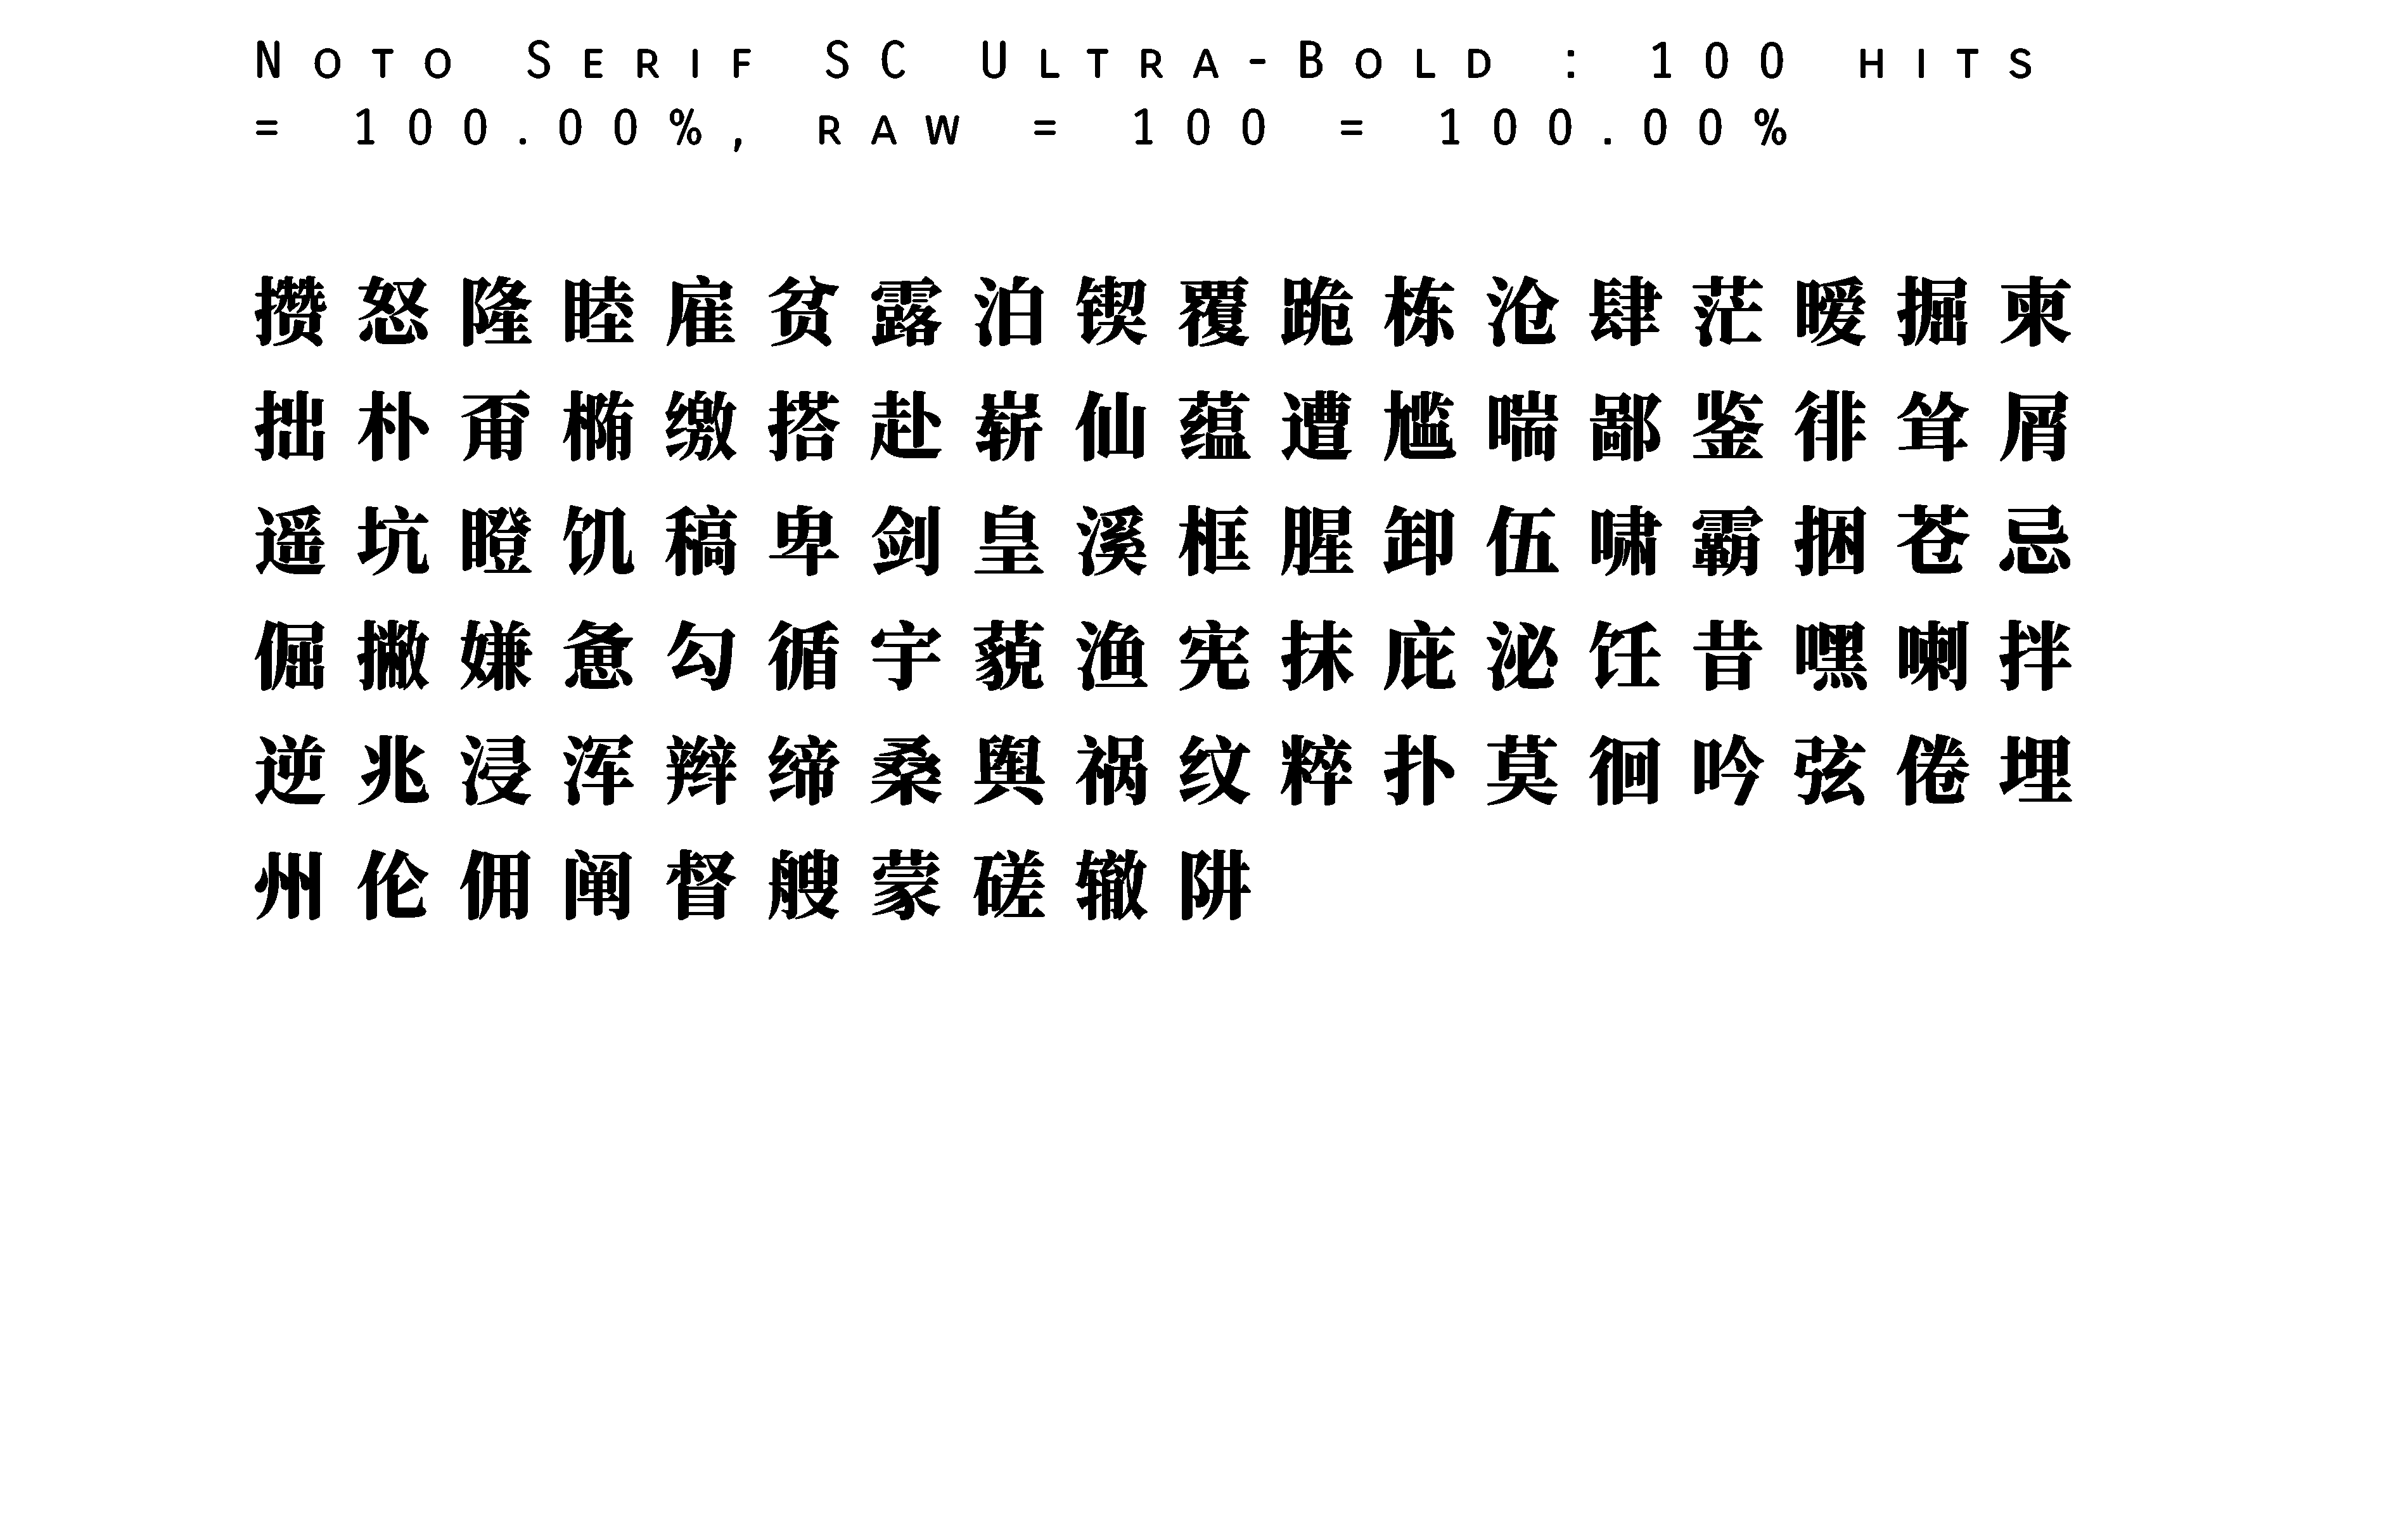 Noto Serif SC Ultra-Bold : 100 hits
= 100.00%, raw = 100 = 100.00%
攒怒隆睦雇贫露泊锲覆跪栋沧肆茫暧掘柬
拙朴甭椭缴搭赴崭仙蕴遭尴喘鄙鉴徘耸屑
遥坑瞪饥稿卑剑皇溪框腥卸伍啸霸捆苍忌
倔撇嫌惫勾循宇藐渔宪抹庇泌饪昔嘿喇拌
逆兆浸浑辫缔桑舆祸纹粹扑莫徊吟弦倦埋
州伦佣阐督艘蒙磋辙阱